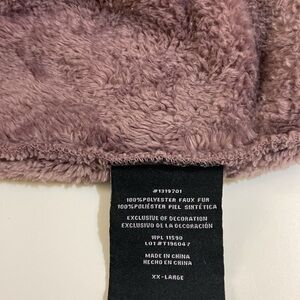 #1319701
100%POLYESTER FAUX FUR
100%POLIÉSTER PIEL SINTÉTICA
EXCLUSIVE OF DECORATION
EXCLUSIVO DE LA DECORACIÓN
WPL 11590
LOT#T196047
MADE IN CHINA
HECHO EN CHINA
XX-LARGE